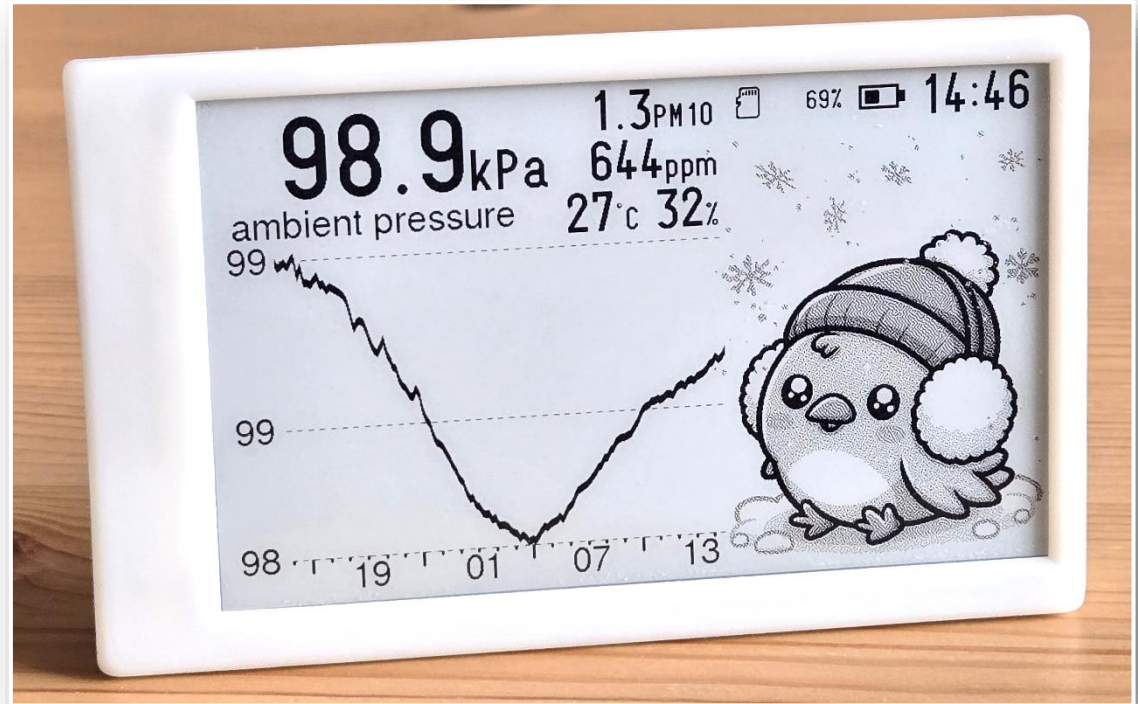 98.9kPa
ambient pressure
1.3PM10
644ppm
27°C 32%
69%
14:46
99
99
98
19 01 07 13